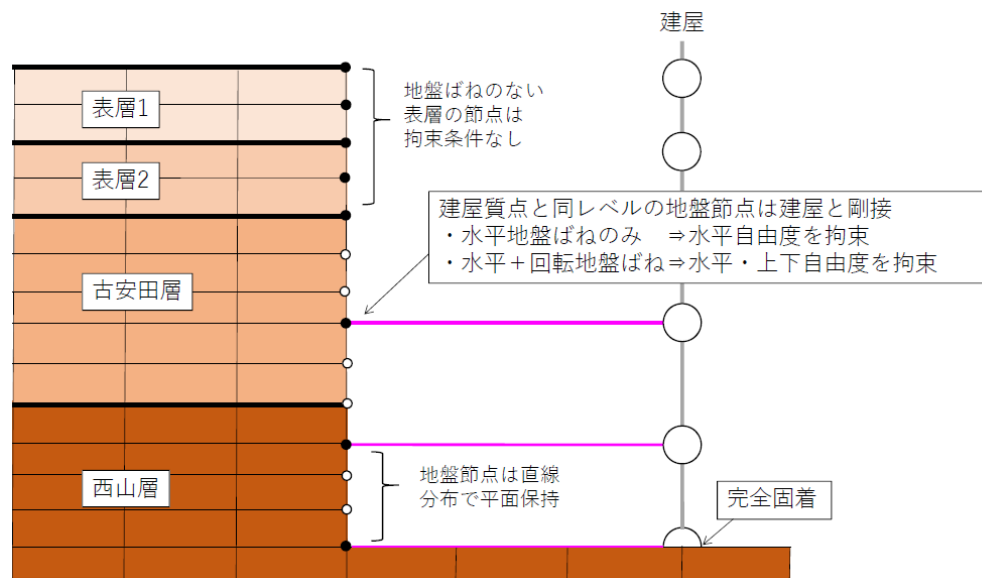 建屋
地盤ばねのない
表層の節点は
拘束条件なし
表層1
表層2
建屋質点と同レベルの地盤節点は建屋と剛接
・水平地盤ばねのみ　⇒水平自由度を拘束
・水平＋回転地盤ばね⇒水平・上下自由度を拘束
古安田層
西山層
地盤節点は直線
分布で平面保持
完全固着